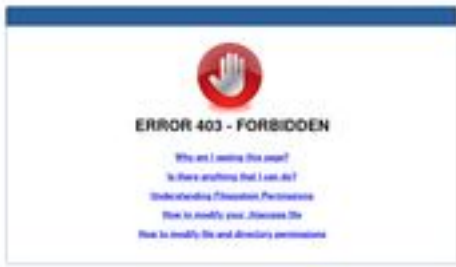 ERROR 403 - FORBIDDEN
Why am I seeing this page?
Is there anything that I can do?
Understanding Filesystem Permissions
How to modify your .htaccess file
How to modify file and directory permissions